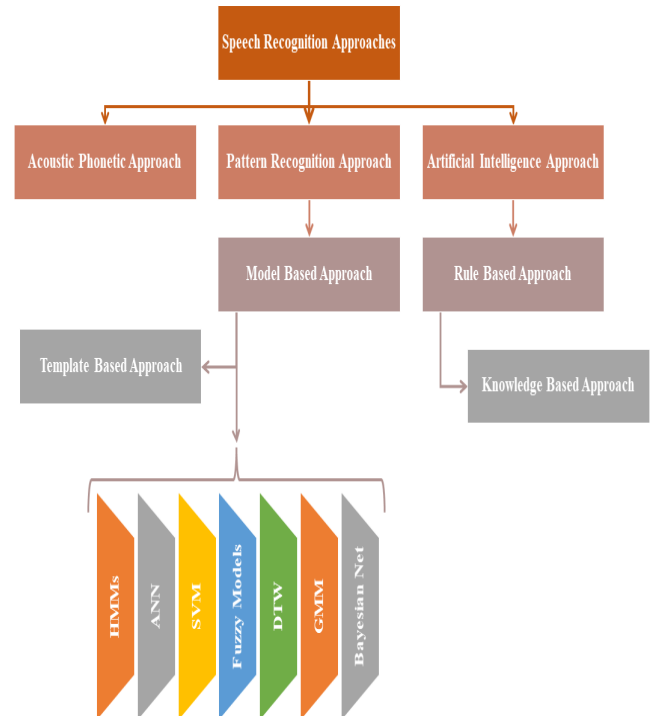 Speech Recognition Approaches
Acoustic Phonetic Approach
Pattern Recognition Approach
Artificial Intelligence Approach
Model Based Approach
Rule Based Approach
Template Based Approach
Knowledge Based Approach
HMMs
ANN
SVM
Fuzzy Models
DTW
GMM
Bayesian Net